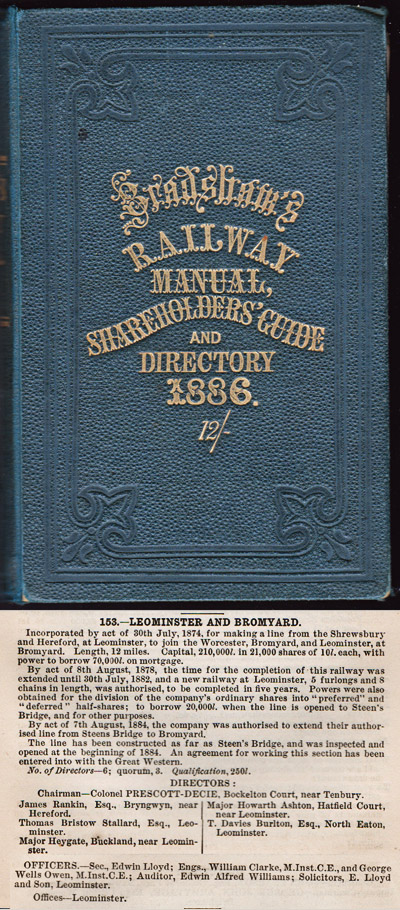 Bradshaw's
RAILWAY
MANUAL,
SHAREHOLDERS' GUIDE
AND
DIRECTORY
1886.
12/-
153.—LEOMINSTER AND BROMYARD.
Incorporated by act of 30th July, 1874, for making a line from the Shrewsbury
and Hereford, at Leominster, to join the Worcester, Bromyard, and Leominster, at
Bromyard. Length, 12 miles. Capital, 210,000l. in 21,000 shares of 10l. each, with
power to borrow 70,000l. on mortgage.
By act of 8th August, 1878, the time for the completion of this railway was
extended until 30th July, 1882, and a new railway at Leominster, 5 furlongs and 8
chains in length, was authorised, to be completed in five years. Powers were also
obtained for the division of the company's ordinary shares into "preferred" and
"deferred" half-shares; to borrow 20,000l. when the line is opened to Steen's
Bridge, and for other purposes.
By act of 7th August, 1884, the company was authorised to extend their author-
ised line from Steens Bridge to Bromyard.
The line has been constructed as far as Steen's Bridge, and was inspected and
opened at the beginning of 1884. An agreement for working this section has been
entered into with the Great Western.
No. of Directors—6; quorum, 3. Qualification, 250l.
DIRECTORS:
Chairman—Colonel PRESCOTT-DECIE, Bockelton Court, near Tenbury.
James Rankin, Esq., Bryngwyn, near
Hereford.
Thomas Bristow Stallard, Esq., Leo-
minster.
Major Heygate, Buckland, near Leomin-
ster.
Major Howarth Ashton, Hatfield Court,
near Leominster.
T. Davies Burlton, Esq., North Eaton,
Leominster.
OFFICERS.—Sec., Edwin Lloyd; Engs., William Clarke, M.Inst.C.E., and George
Wells Owen, M.Inst.C.E.; Auditor, Edwin Alfred Williams; Solicitors, E. Lloyd
and Son, Leominster.
Offices—Leominster.